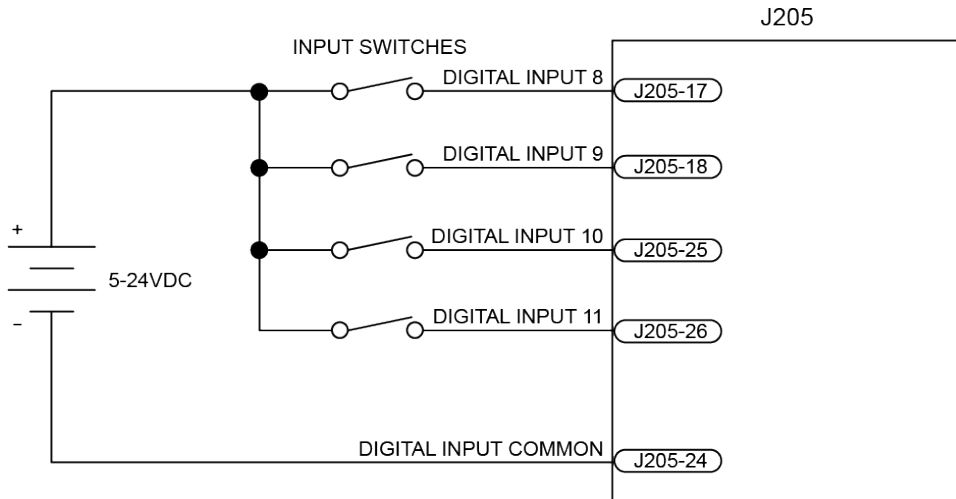 J205
INPUT SWITCHES
DIGITAL INPUT 8
J205-17
DIGITAL INPUT 9
J205-18
DIGITAL INPUT 10
J205-25
+
5-24VDC
-
DIGITAL INPUT 11
J205-26
DIGITAL INPUT COMMON
J205-24